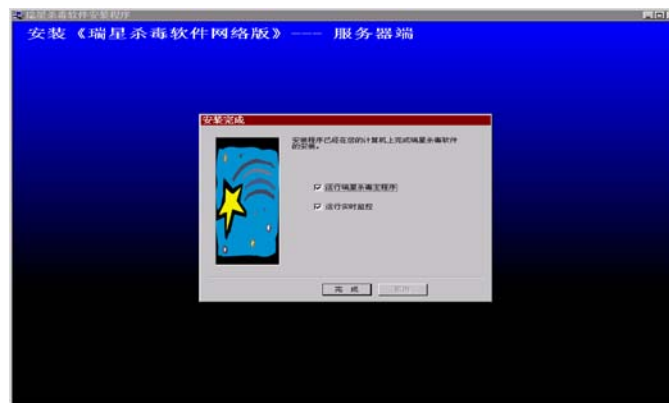 瑞星杀毒软件安装程序
安装《瑞星杀毒软件网络版》--- 服务器端
安装完成
安装程序已经在您的计算机上完成瑞星杀毒软件
的安装。
运行瑞星杀毒主程序
运行实时监控
完 成